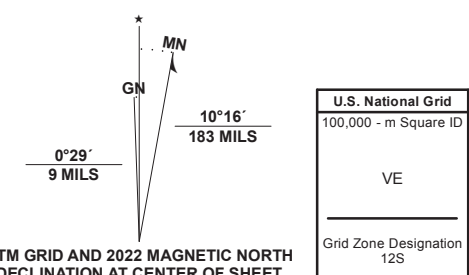 ★
MN
GN
10°16´
183 MILS
0°29´
9 MILS
TM GRID AND 2022 MAGNETIC NORTH
DECLINATION AT CENTER OF SHEET
U.S. National Grid
100,000 - m Square ID
VE
Grid Zone Designation
12S